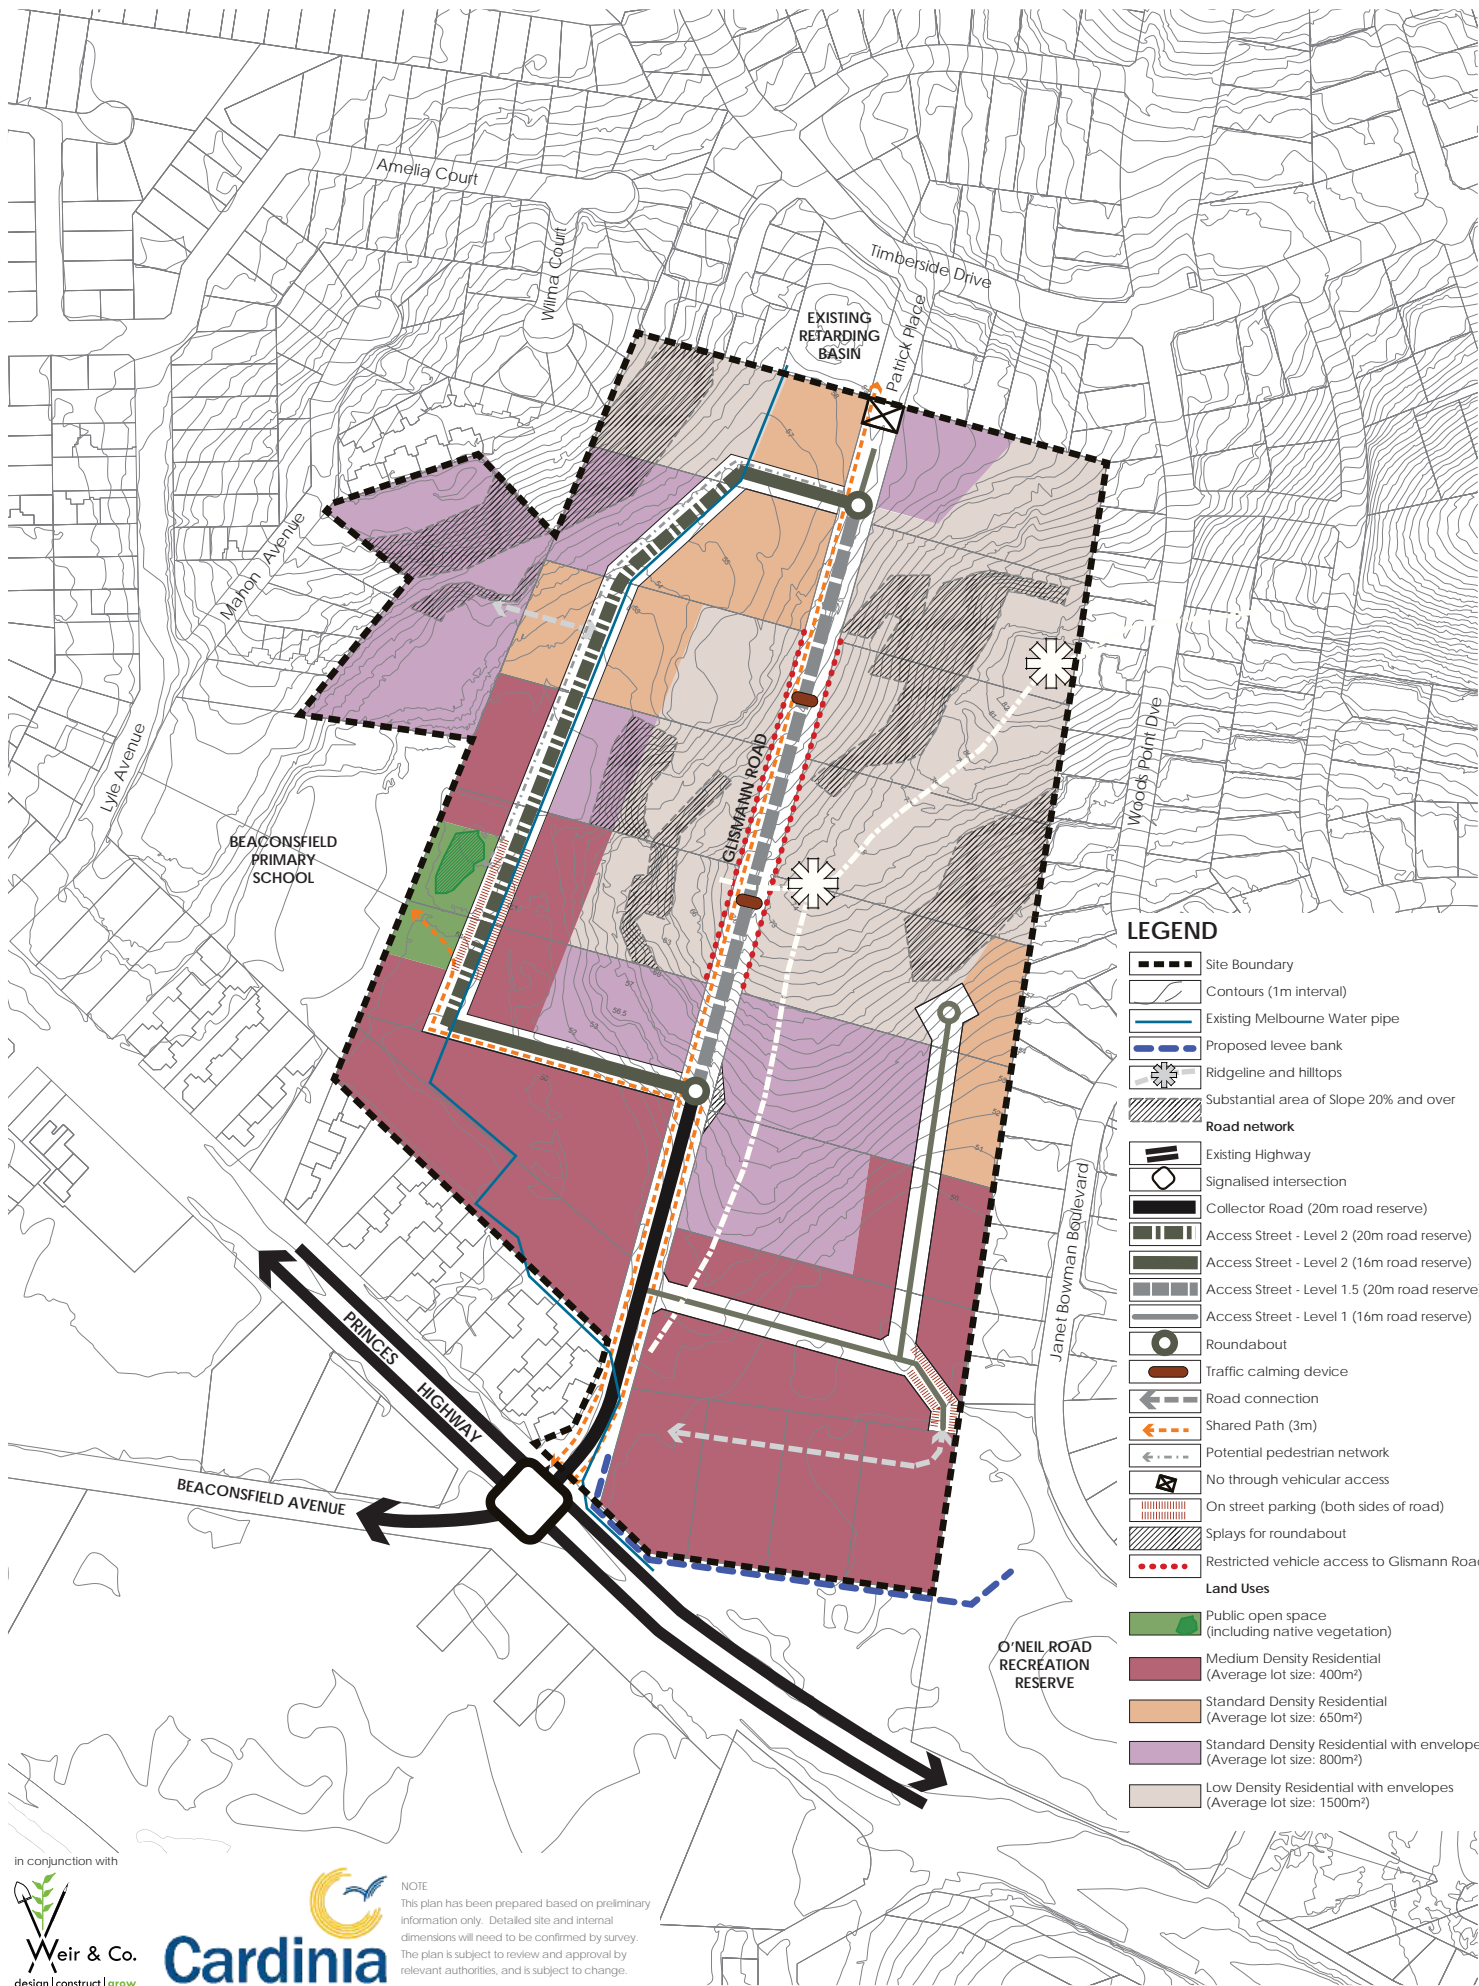 Amelia Court
Wilma Court
Timberside Drive
EXISTING
RETARDING
BASIN
Patrick Place
Mahon Avenue
Lyle Avenue
GLISMANN ROAD
Woods Point Dve
BEACONSFIELD
PRIMARY
SCHOOL
Janet Bowman Boulevard
PRINCES
HIGHWAY
BEACONSFIELD AVENUE
O'NEIL ROAD
RECREATION
RESERVE
LEGEND
Site Boundary
Contours (1m interval)
Existing Melbourne Water pipe
Proposed levee bank
Ridgeline and hilltops
Substantial area of Slope 20% and over
Road network
Existing Highway
Signalised intersection
Collector Road (20m road reserve)
Access Street - Level 2 (20m road reserve)
Access Street - Level 2 (16m road reserve)
Access Street - Level 1.5 (20m road reserve
Access Street - Level 1 (16m road reserve)
Roundabout
Traffic calming device
Road connection
Shared Path (3m)
Potential pedestrian network
No through vehicular access
On street parking (both sides of road)
Splays for roundabout
Restricted vehicle access to Glismann Road
Land Uses
Public open space
(including native vegetation)
Medium Density Residential
(Average lot size: 400m²)
Standard Density Residential
(Average lot size: 650m²)
Standard Density Residential with envelope
(Average lot size: 800m²)
Low Density Residential with envelopes
(Average lot size: 1500m²)
in conjunction with
Weir & Co.
design | construct | grow
Cardinia
NOTE
This plan has been prepared based on preliminary
information only. Detailed site and internal
dimensions will need to be confirmed by survey.
The plan is subject to review and approval by
relevant authorities, and is subject to change.